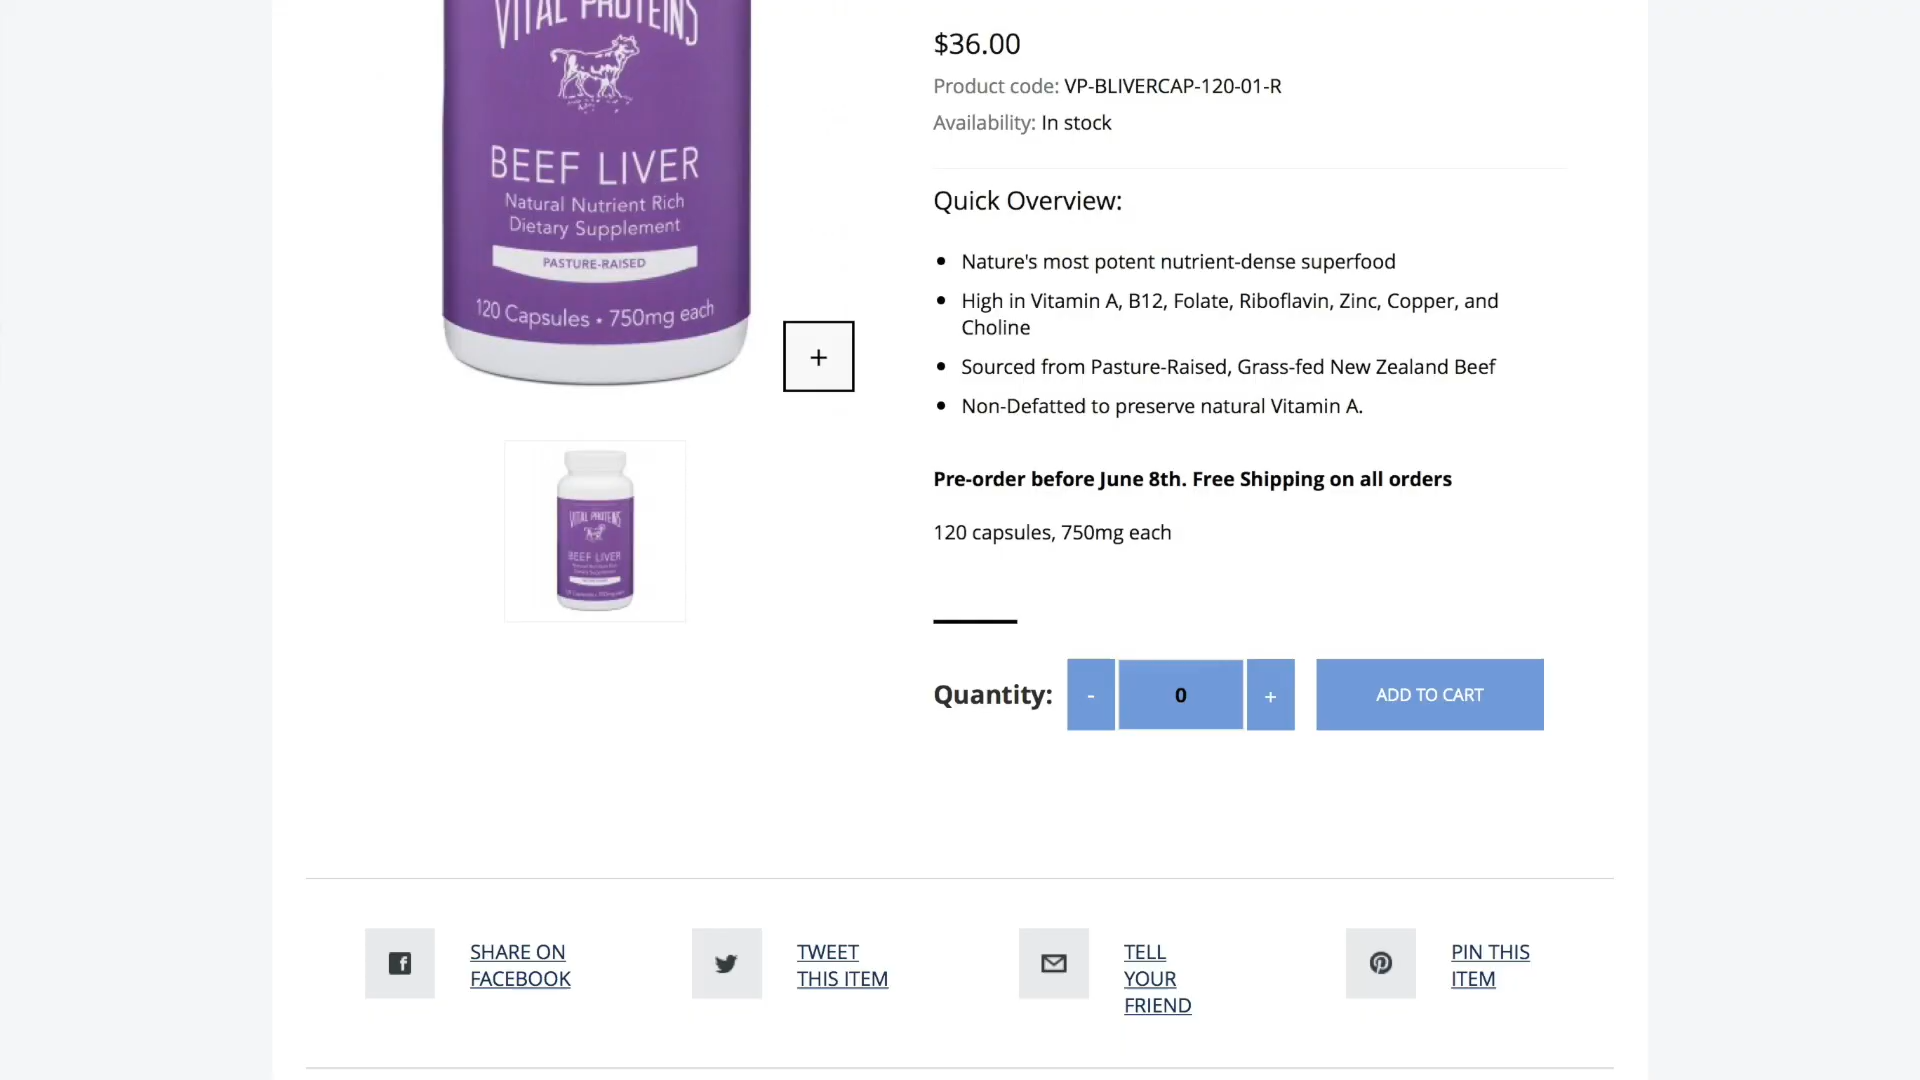 VITAL PROTEINS
BEEF LIVER
Natural Nutrient Rich
Dietary Supplement
PASTURE-RAISED
120 Capsules • 750mg each
+
VITAL PROTEINS
BEEF LIVER
$36.00
Product code: VP-BLIVERCAP-120-01-R
Availability: In stock
Quick Overview:
• Nature's most potent nutrient-dense superfood
• High in Vitamin A, B12, Folate, Riboflavin, Zinc, Copper, and
Choline
• Sourced from Pasture-Raised, Grass-fed New Zealand Beef
• Non-Defatted to preserve natural Vitamin A.
Pre-order before June 8th. Free Shipping on all orders
120 capsules, 750mg each
Quantity: - 0 + ADD TO CART
SHARE ON
FACEBOOK
TWEET
THIS ITEM
TELL
YOUR
FRIEND
PIN THIS
ITEM